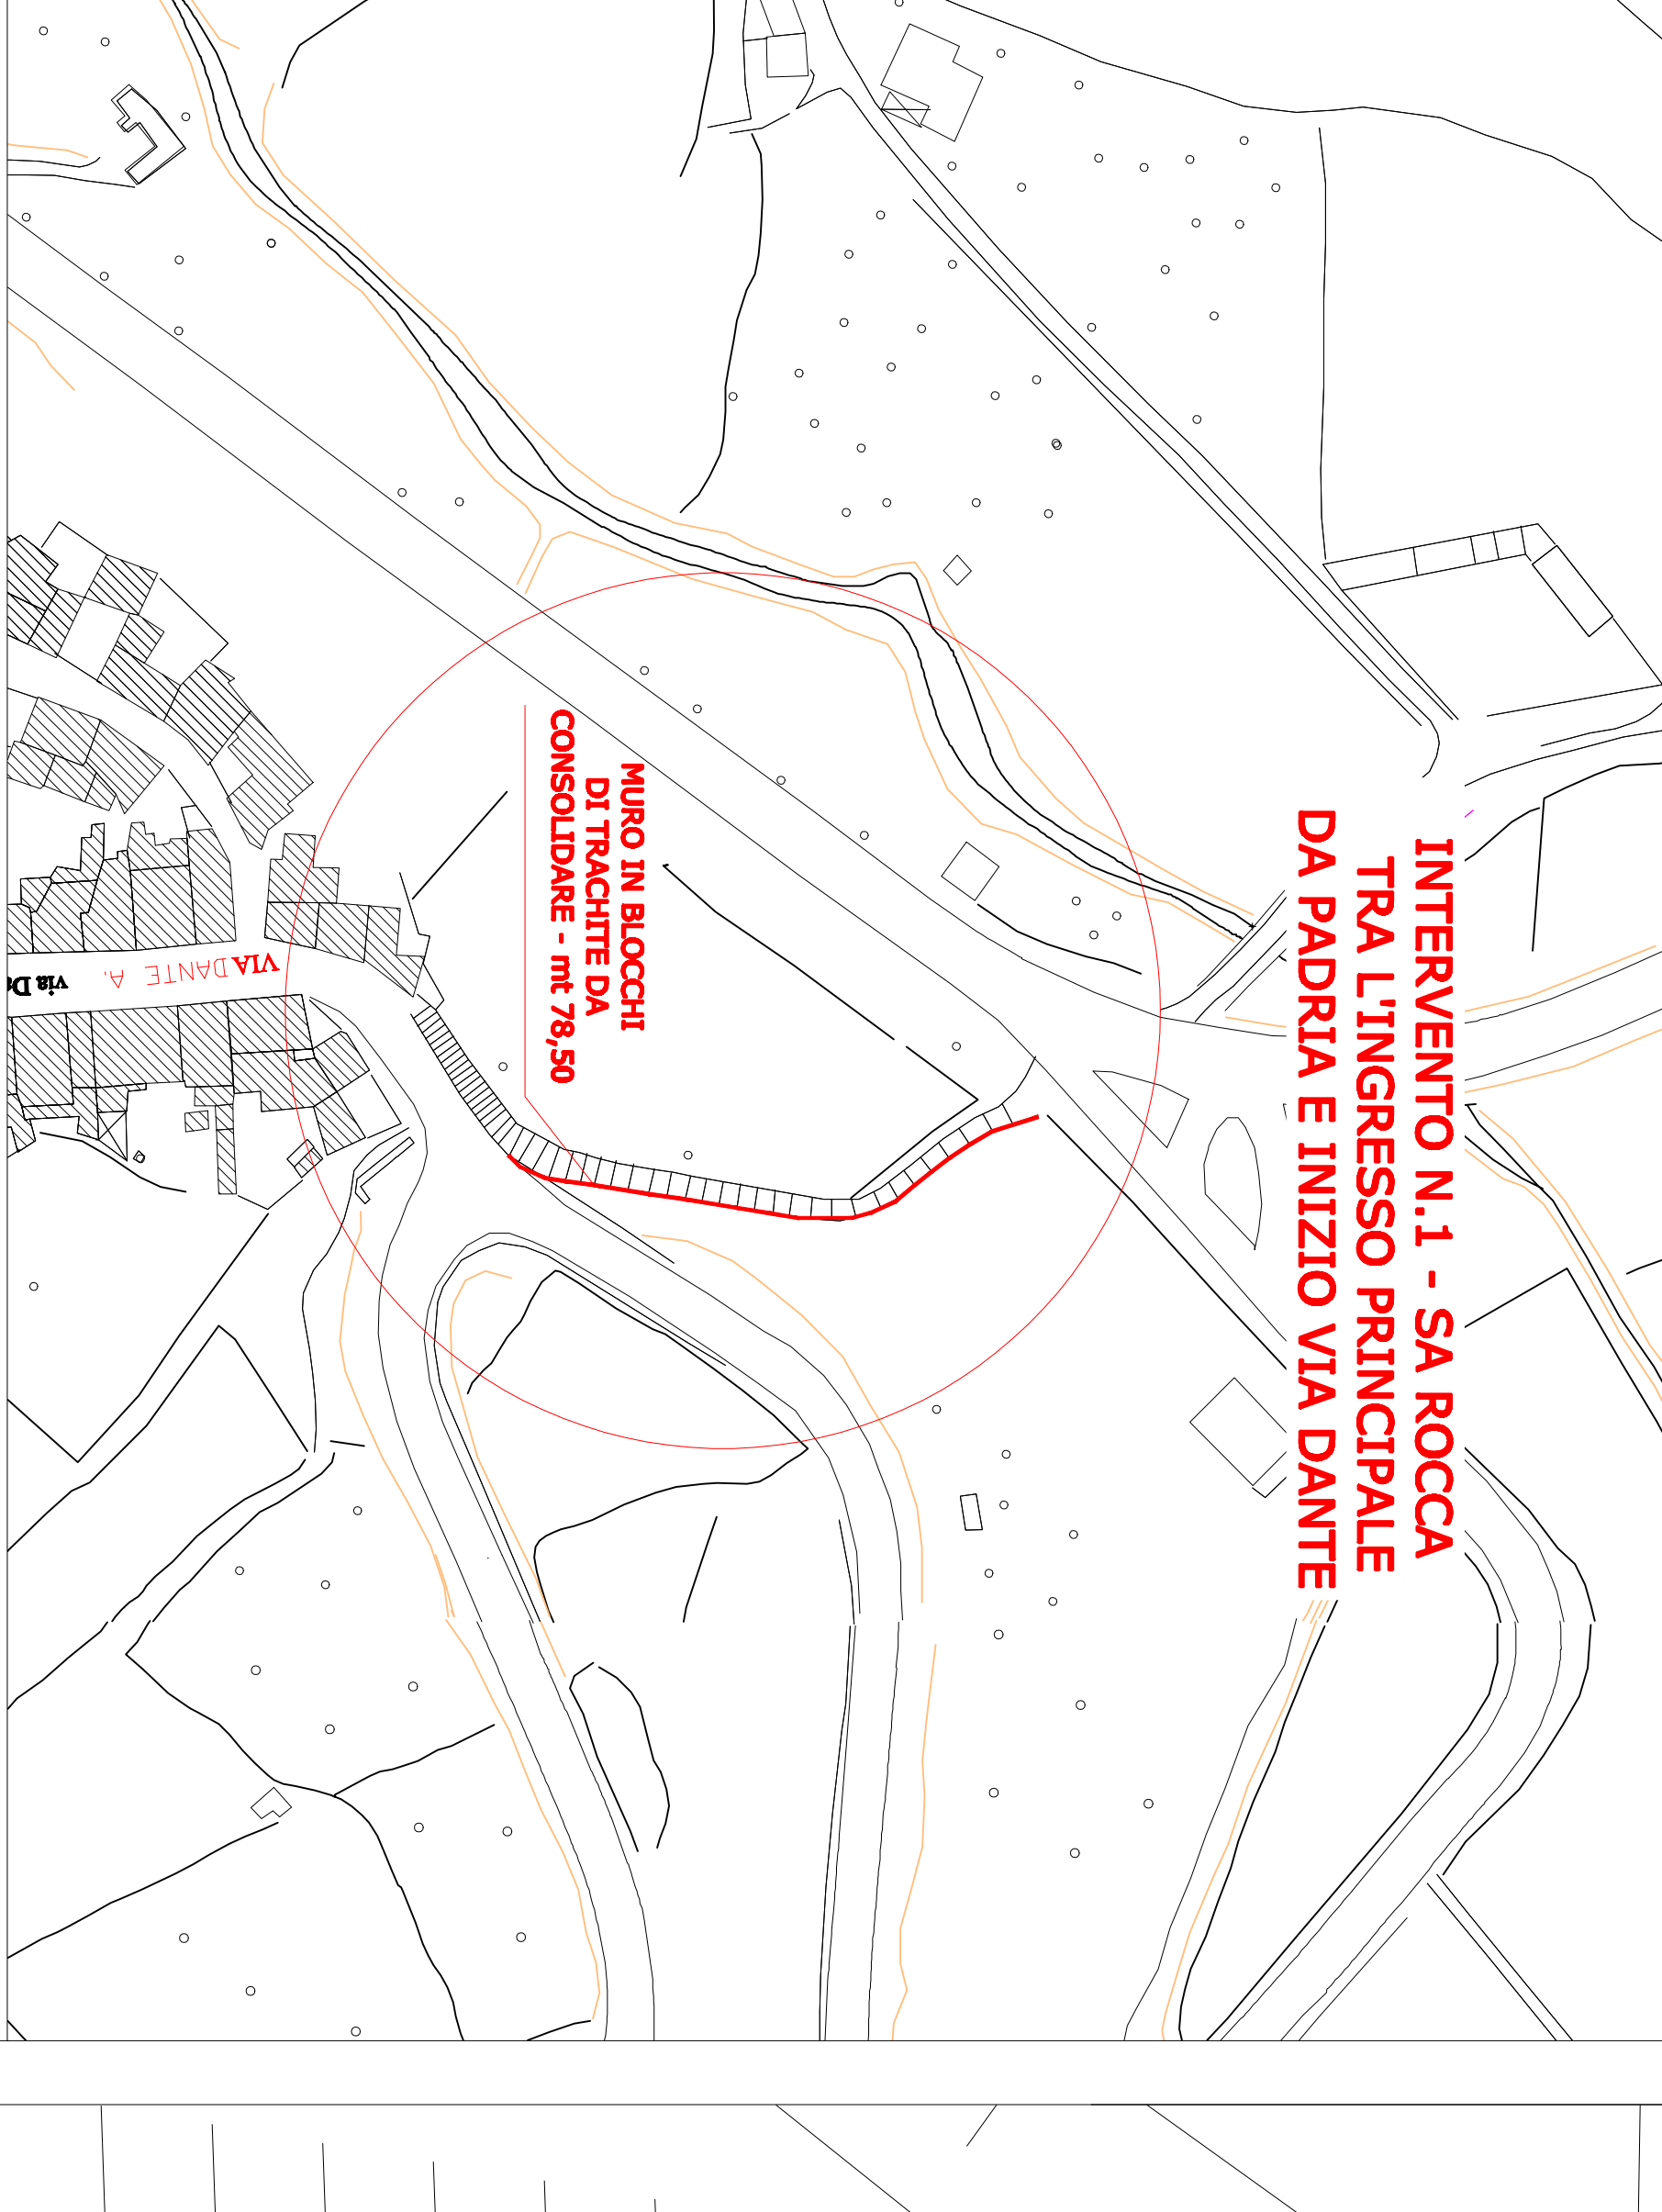 INTERVENTO N.1 - SA ROCCA
TRA L'INGRESSO PRINCIPALE
DA PADRIA E INIZIO VIA DANTE
MURO IN BLOCCHI
DI TRACHITE DA
CONSOLIDARE - mt 78,50
VIA DANTE A.
via